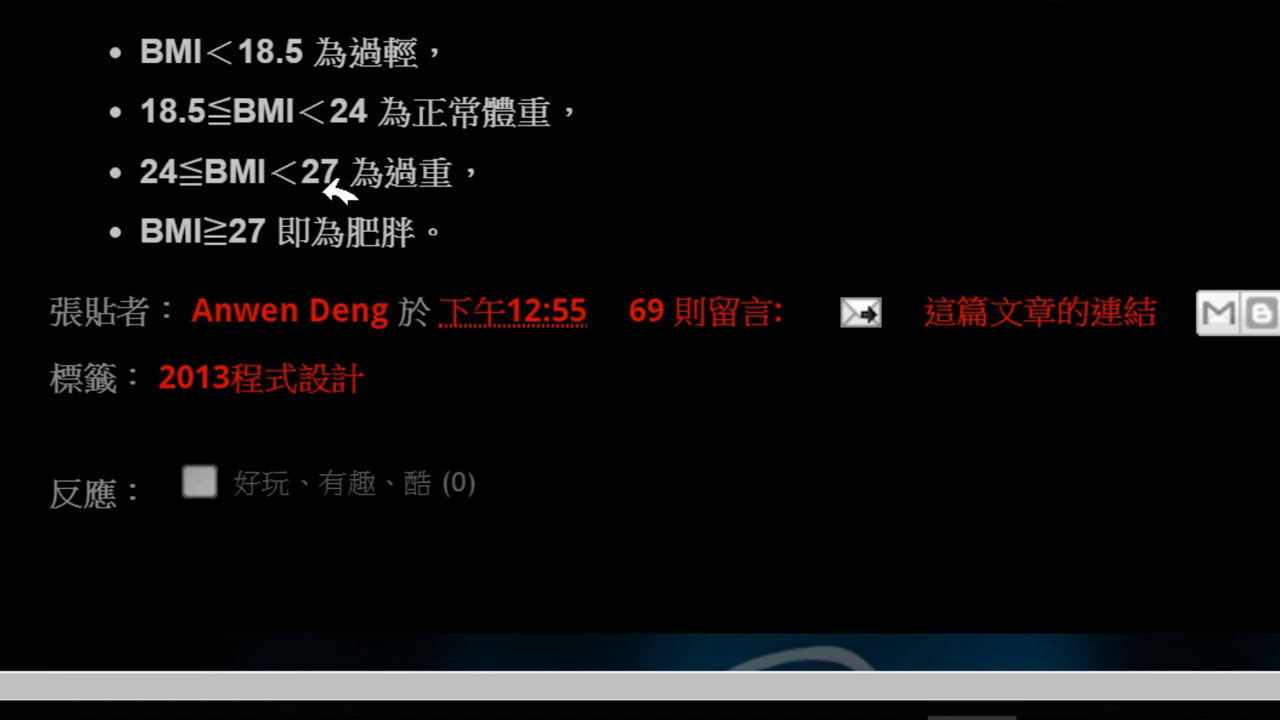 • BMI＜18.5 為過輕，
• 18.5≦BMI＜24 為正常體重，
• 24≦BMI＜27 為過重，
• BMI≧27 即為肥胖。
張貼者： Anwen Deng 於 下午12:55 69 則留言: 這篇文章的連結
標籤： 2013程式設計
反應： 好玩、有趣、酷 (0)